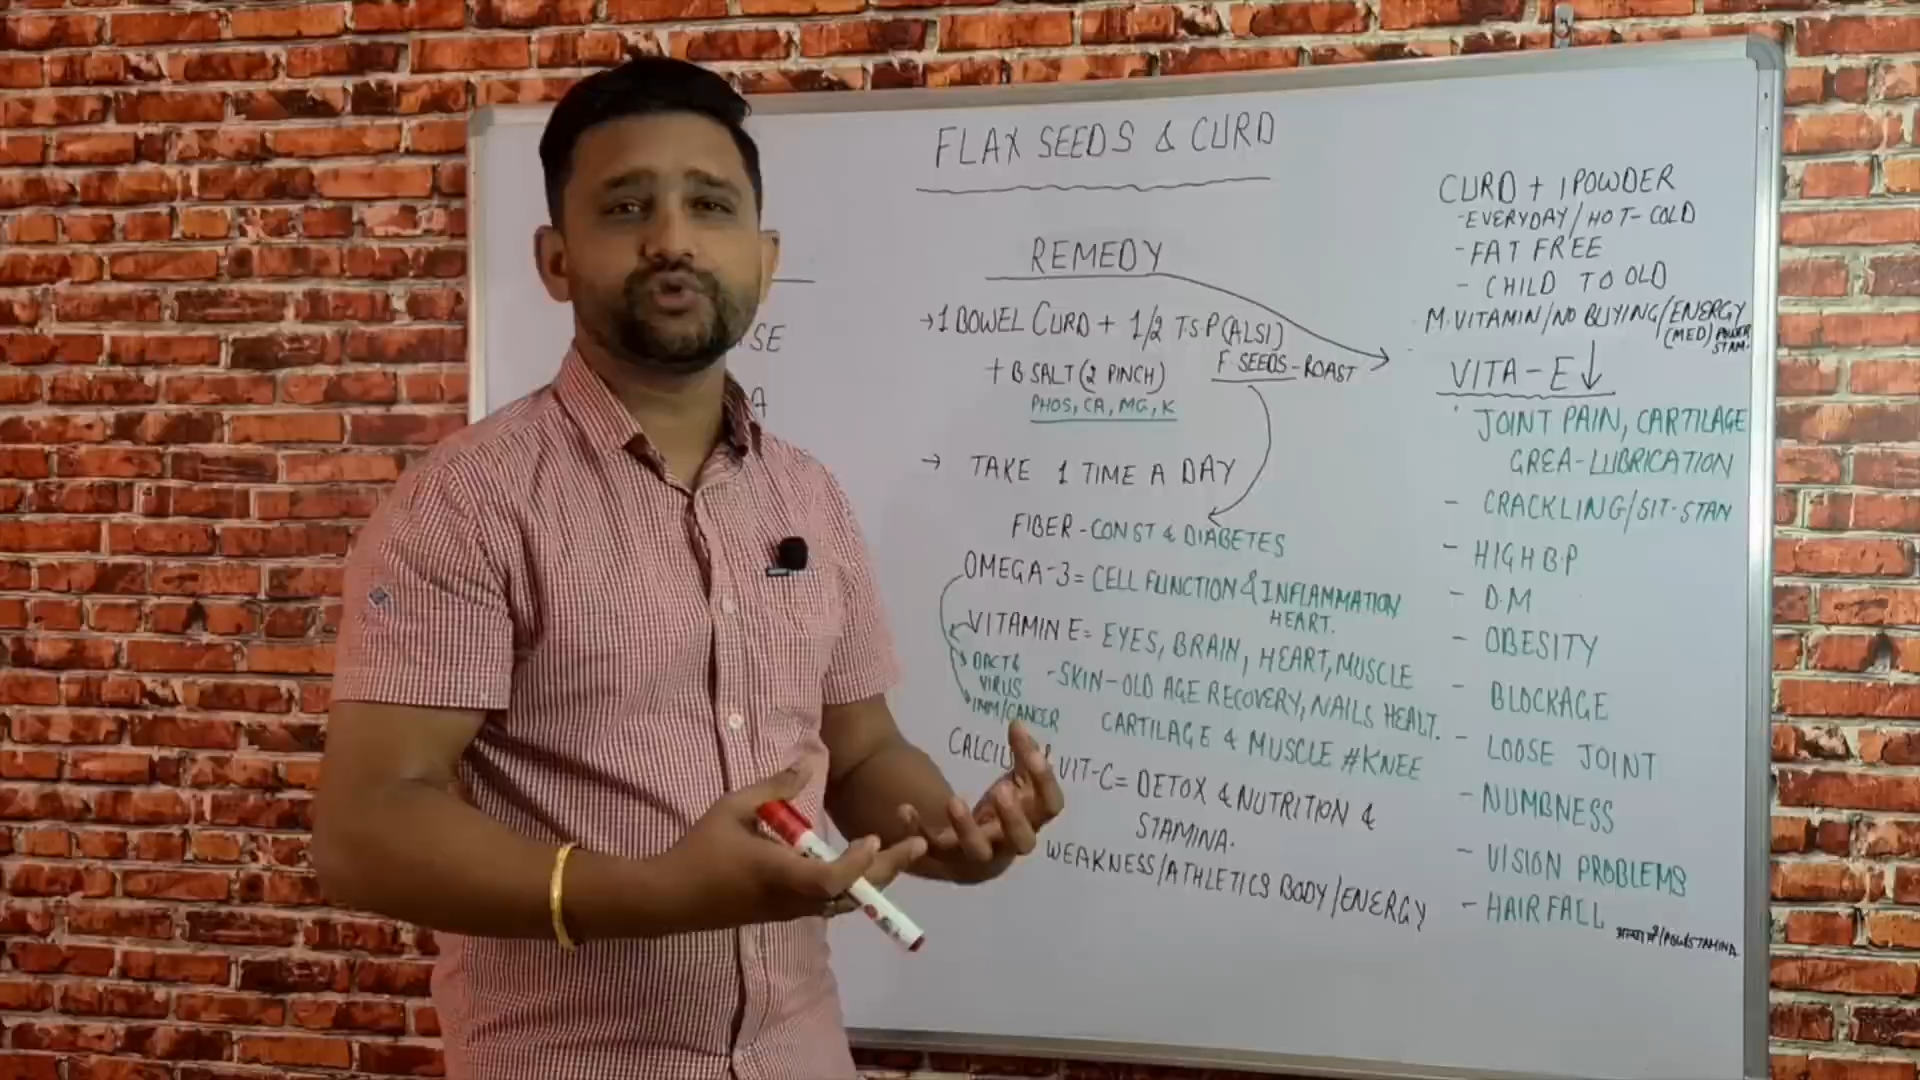 FLAX SEEDS & CURD
REMEDY
→ 1 BOWEL CURD + 1/2 TSP (ALSI)
F SEEDS - ROAST
+ B SALT (2 PINCH)
PHOS, CA, MG, K
→ TAKE 1 TIME A DAY
FIBER - CONST & DIABETES
OMEGA-3 = CELL FUNCTION & INFLAMMATION
HEART.
VITAMIN E = EYES, BRAIN, HEART, MUSCLE
VIRUS
IMM/CANCER
- SKIN - OLD AGE RECOVERY, NAILS HEALT.
CARTILAGE & MUSCLE #KNEE
VIT-C = DETOX & NUTRITION &
STAMINA.
WEAKNESS/ATHLETICS BODY/ENERGY
CURD + 1 POWDER
- EVERYDAY/HOT-COLD
- FAT FREE
- CHILD TO OLD
M. VITAMIN/NO BUYING/ENERGY
(MED) POWER
STAM.
VITA-E↓
JOINT PAIN, CARTILAGE
GREA-LUBRICATION
- CRACKLING/SIT-STAN
- HIGH B.P
- D.M
- OBESITY
- BLOCKAGE
- LOOSE JOINT
- NUMBNESS
- VISION PROBLEMS
- HAIR FALL
SE
A